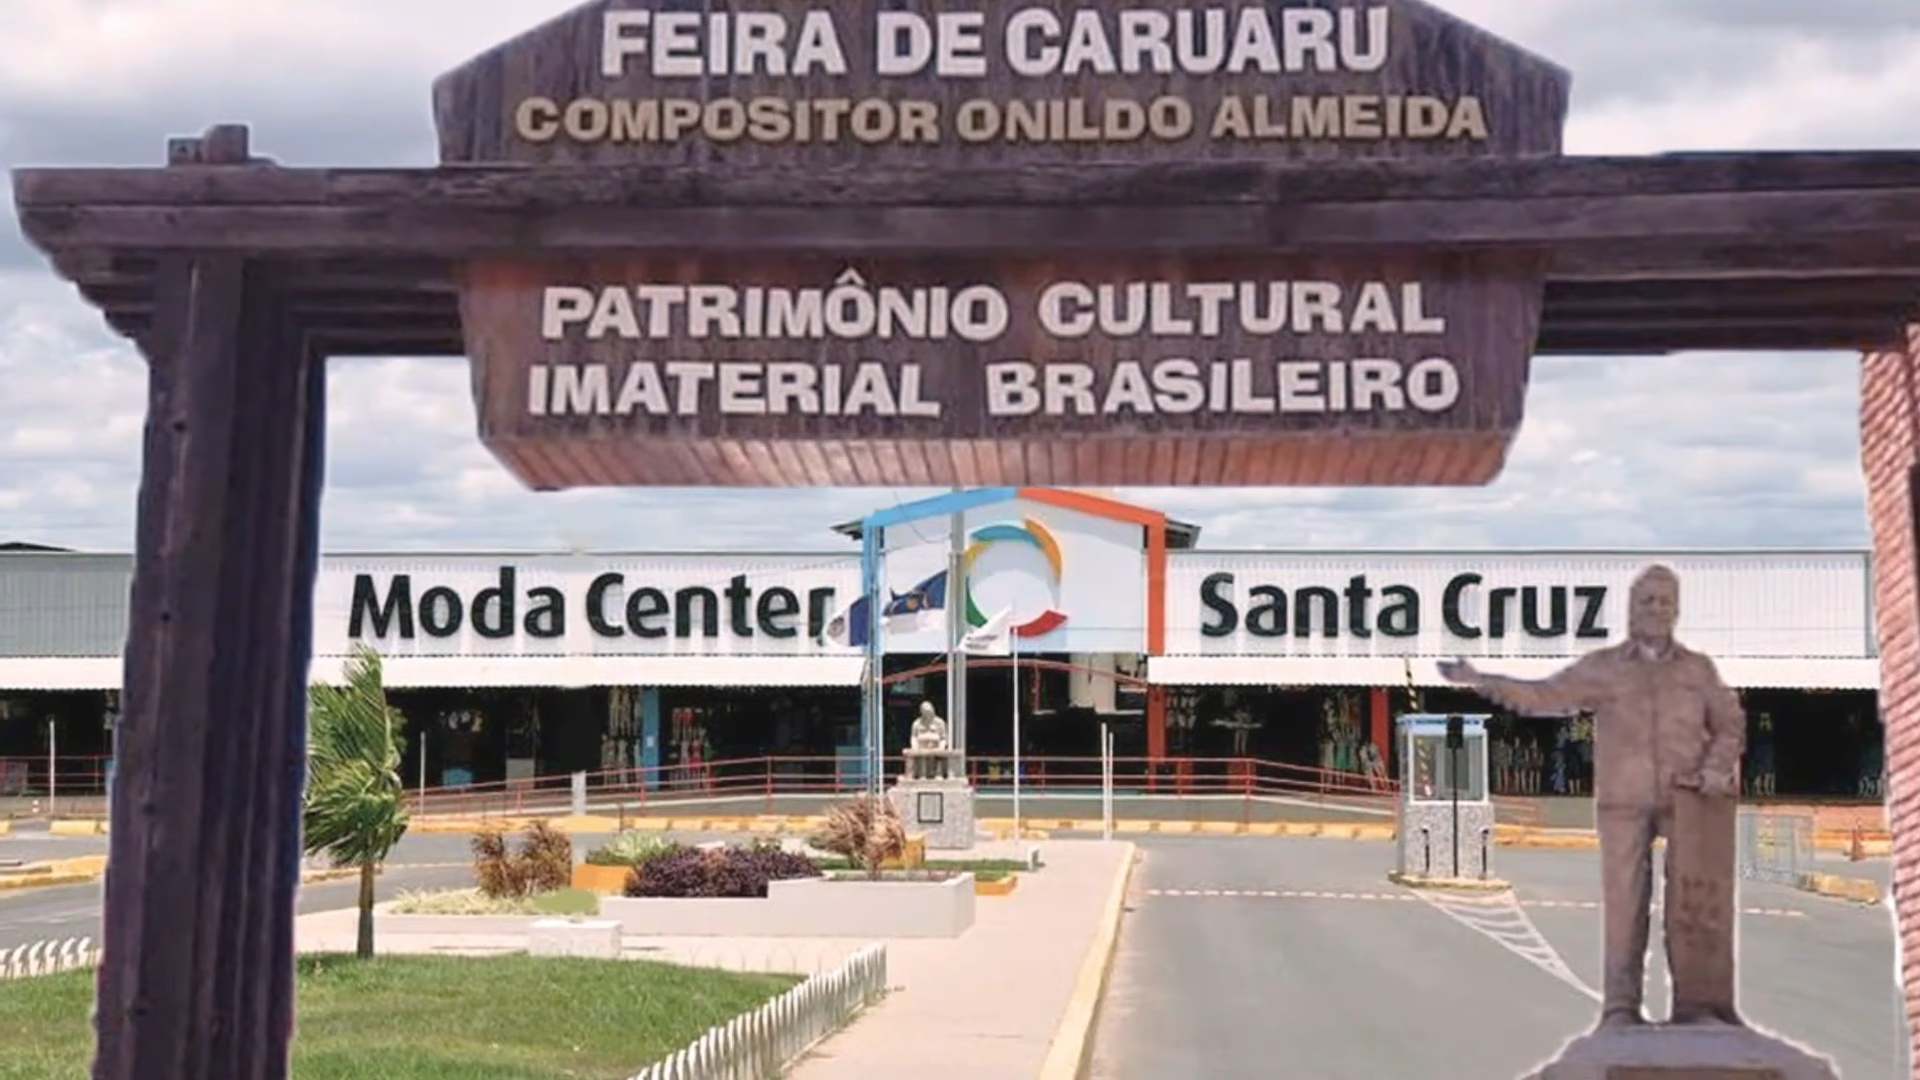 FEIRA DE CARUARU
COMPOSITOR ONILDO ALMEIDA
PATRIMÔNIO CULTURAL
IMATERIAL BRASILEIRO
Moda Center Santa Cruz